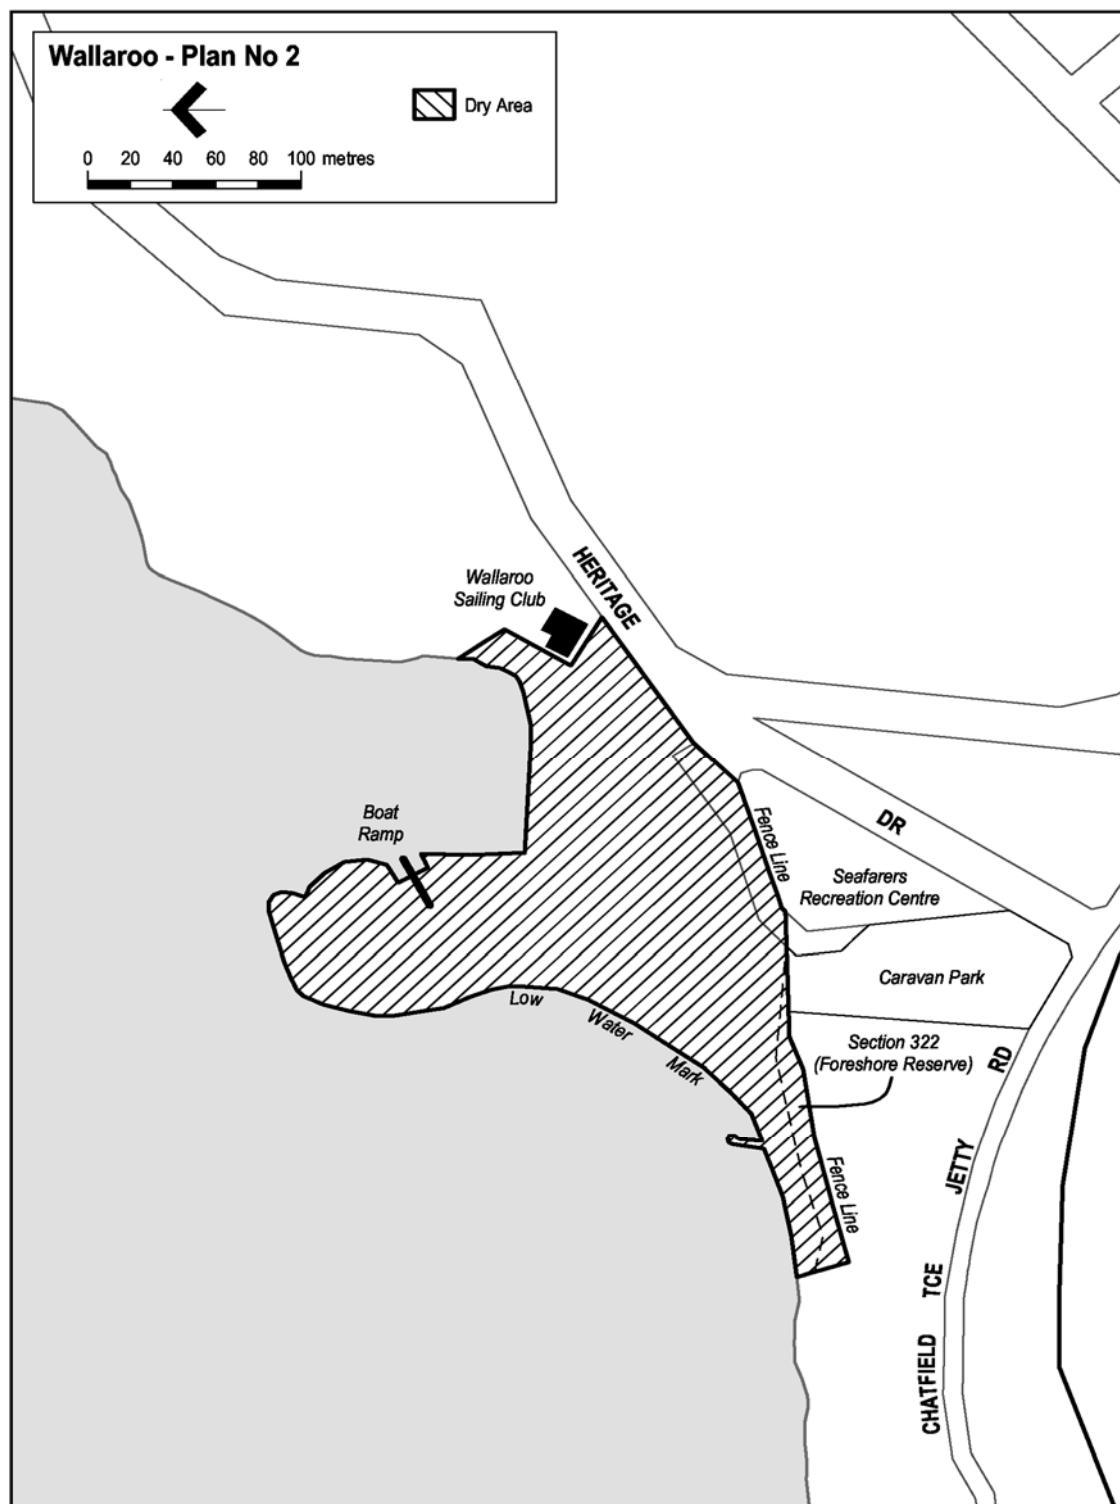 Wallaroo - Plan No 2
Dry Area
0 20 40 60 80 100 metres
HERITAGE
Wallaroo
Sailing Club
Boat
Ramp
Fence Line
DR
Seafarers
Recreation Centre
Caravan Park
Low
Water
Mark
Section 322
(Foreshore Reserve)
RD
JETTY
Fence Line
TCE
CHATFIELD